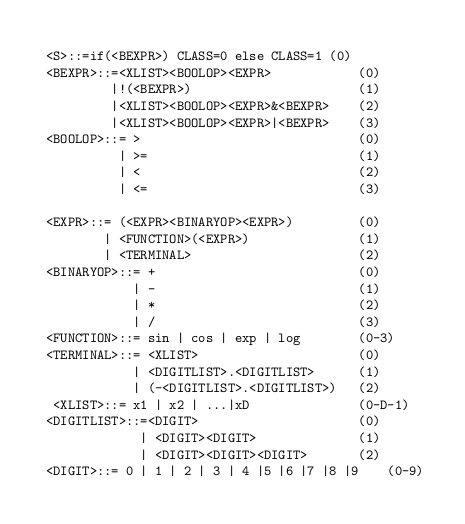 <S>::=if(<BEXPR>) CLASS=0 else CLASS=1 (0)
<BEXPR>::=<XLIST><BOOLOP><EXPR> (0)
|!(<BEXPR>) (1)
|<XLIST><BOOLOP><EXPR>&<BEXPR> (2)
|<XLIST><BOOLOP><EXPR>|<BEXPR> (3)
<BOOLOP>::= > (0)
| >= (1)
| < (2)
| <= (3)
<EXPR>::= (<EXPR><BINARYOP><EXPR>) (0)
| <FUNCTION>(<EXPR>) (1)
| <TERMINAL> (2)
<BINARYOP>::= + (0)
| - (1)
| * (2)
| / (3)
<FUNCTION>::= sin | cos | exp | log (0-3)
<TERMINAL>::= <XLIST> (0)
| <DIGITLIST>.<DIGITLIST> (1)
| (-<DIGITLIST>.<DIGITLIST>) (2)
<XLIST>::= x1 | x2 | ...|xD (0-D-1)
<DIGITLIST>::=<DIGIT> (0)
| <DIGIT><DIGIT> (1)
| <DIGIT><DIGIT><DIGIT> (2)
<DIGIT>::= 0 | 1 | 2 | 3 | 4 |5 |6 |7 |8 |9 (0-9)